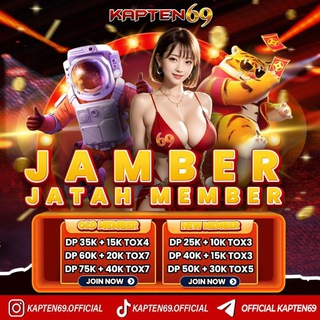 KAPTEN69
69
JAMBER
JATAH MEMBER
OLD MEMBER
DP 35K + 15K TOX4
DP 60K + 20K TOX7
DP 75K + 40K TOX7
JOIN NOW
NEW MEMBER
DP 25K + 10K TOX3
DP 40K + 15K TOX3
DP 50K + 30K TOX5
JOIN NOW
KAPTEN69.OFFICIAL
KAPTEN69.OFFICIAL
OFFICIAL KAPTEN69